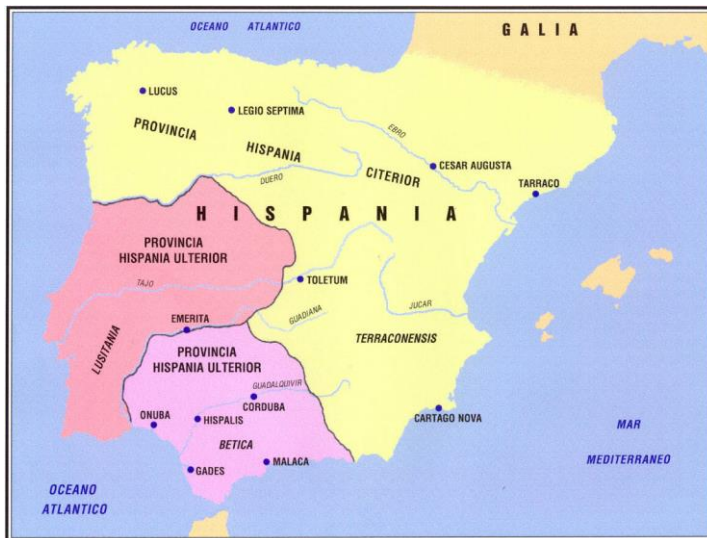 OCEANO ATLANTICO
GALIA
LUCUS
LEGIO SEPTIMA
PROVINCIA
HISPANIA
CITERIOR
EBRO
CESAR AUGUSTA
TARRACO
DUERO
HISPANIA
PROVINCIA
HISPANIA ULTERIOR
TAJO
TOLETUM
JUCAR
GUADIANA
EMERITA
LUSITANIA
TERRACONENSIS
PROVINCIA
HISPANIA ULTERIOR
GUADALQUIVIR
CORDUBA
ONUBA
HISPALIS
CARTAGO NOVA
BETICA
MALACA
GADES
MAR
MEDITERRANEO
OCEANO
ATLANTICO